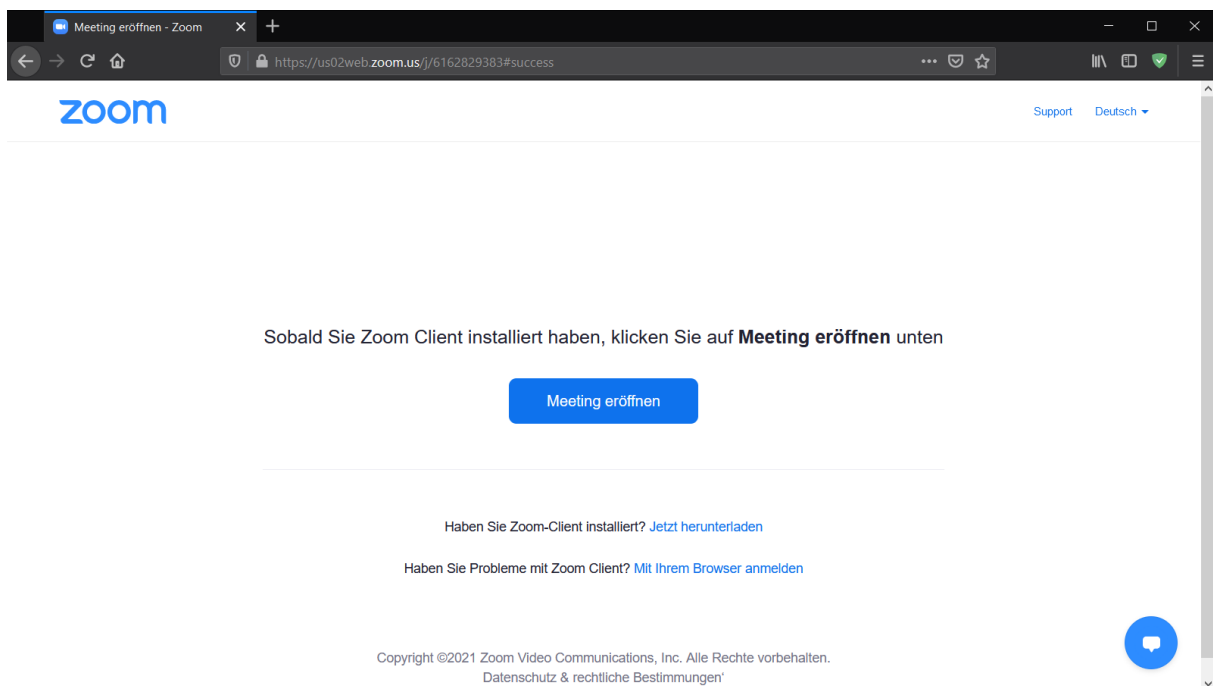 Meeting eröffnen - Zoom
https://us02web.zoom.us/j/6162829383#success
zoom
Support Deutsch
Sobald Sie Zoom Client installiert haben, klicken Sie auf Meeting eröffnen unten
Meeting eröffnen
Haben Sie Zoom-Client installiert? Jetzt herunterladen
Haben Sie Probleme mit Zoom Client? Mit Ihrem Browser anmelden
Copyright ©2021 Zoom Video Communications, Inc. Alle Rechte vorbehalten.
Datenschutz & rechtliche Bestimmungen'